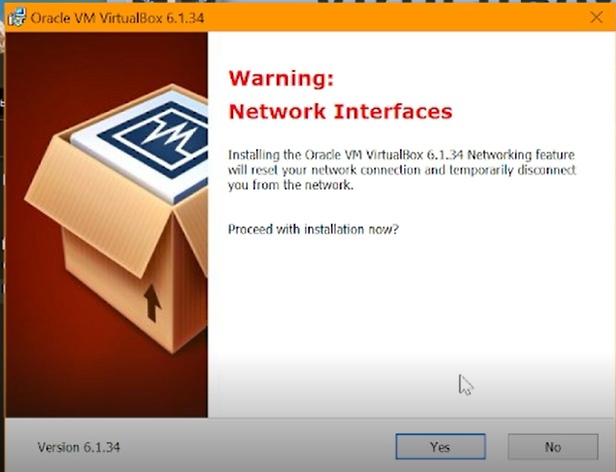 Oracle VM VirtualBox 6.1.34
Warning:
Network Interfaces
Installing the Oracle VM VirtualBox 6.1.34 Networking feature
will reset your network connection and temporarily disconnect
you from the network.
Proceed with installation now?
Version 6.1.34
Yes
No